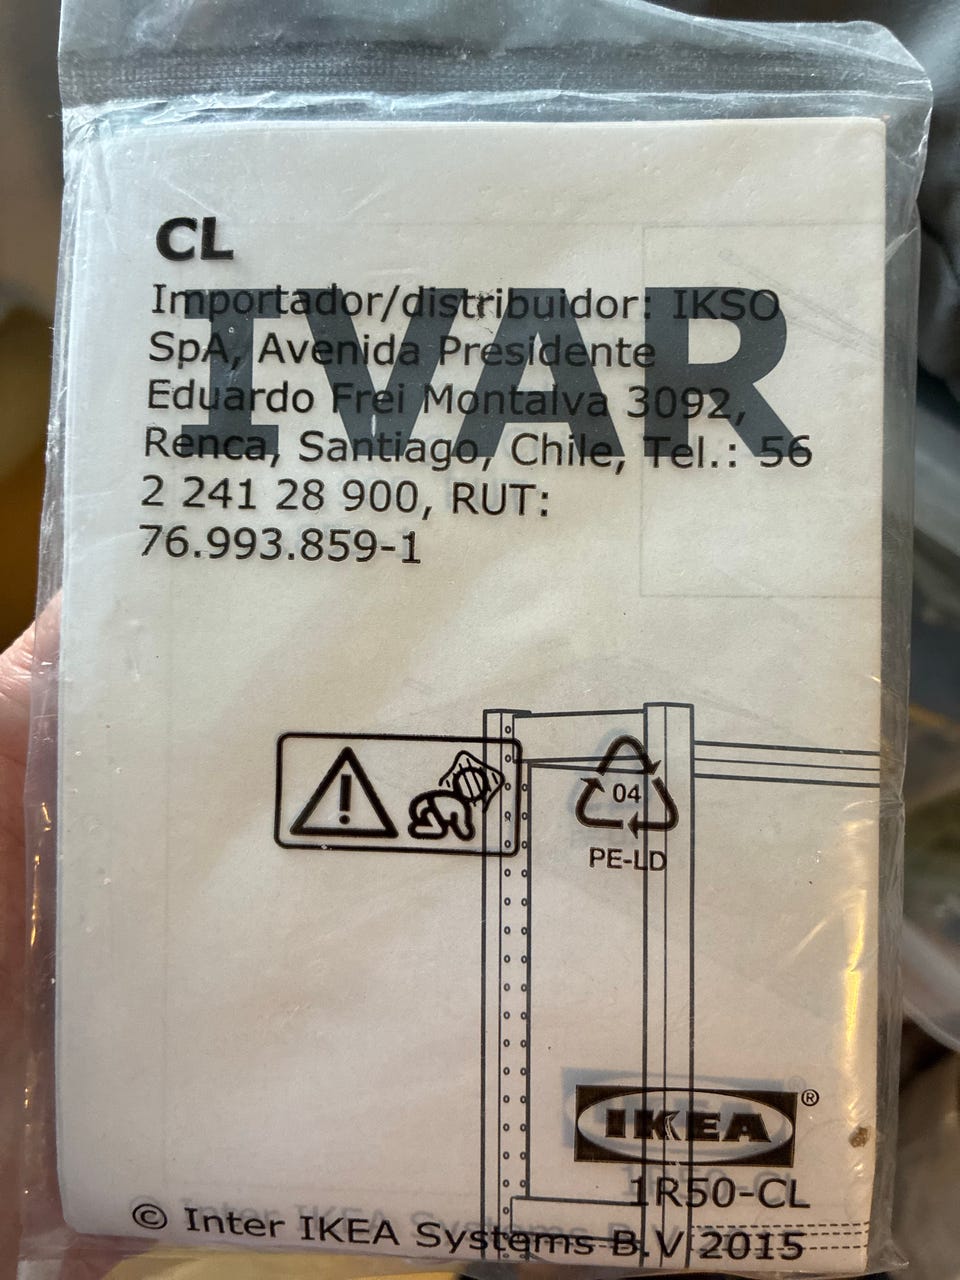 CL
IVAR
Importador/distribuidor: IKSO
SpA, Avenida Presidente
Eduardo Frei Montalva 3092,
Renca, Santiago, Chile, Tel.: 56
2 241 28 900, RUT:
76.993.859-1
!
04
PE-LD
IKEA®
1R50-CL
© Inter IKEA Systems B.V 2015